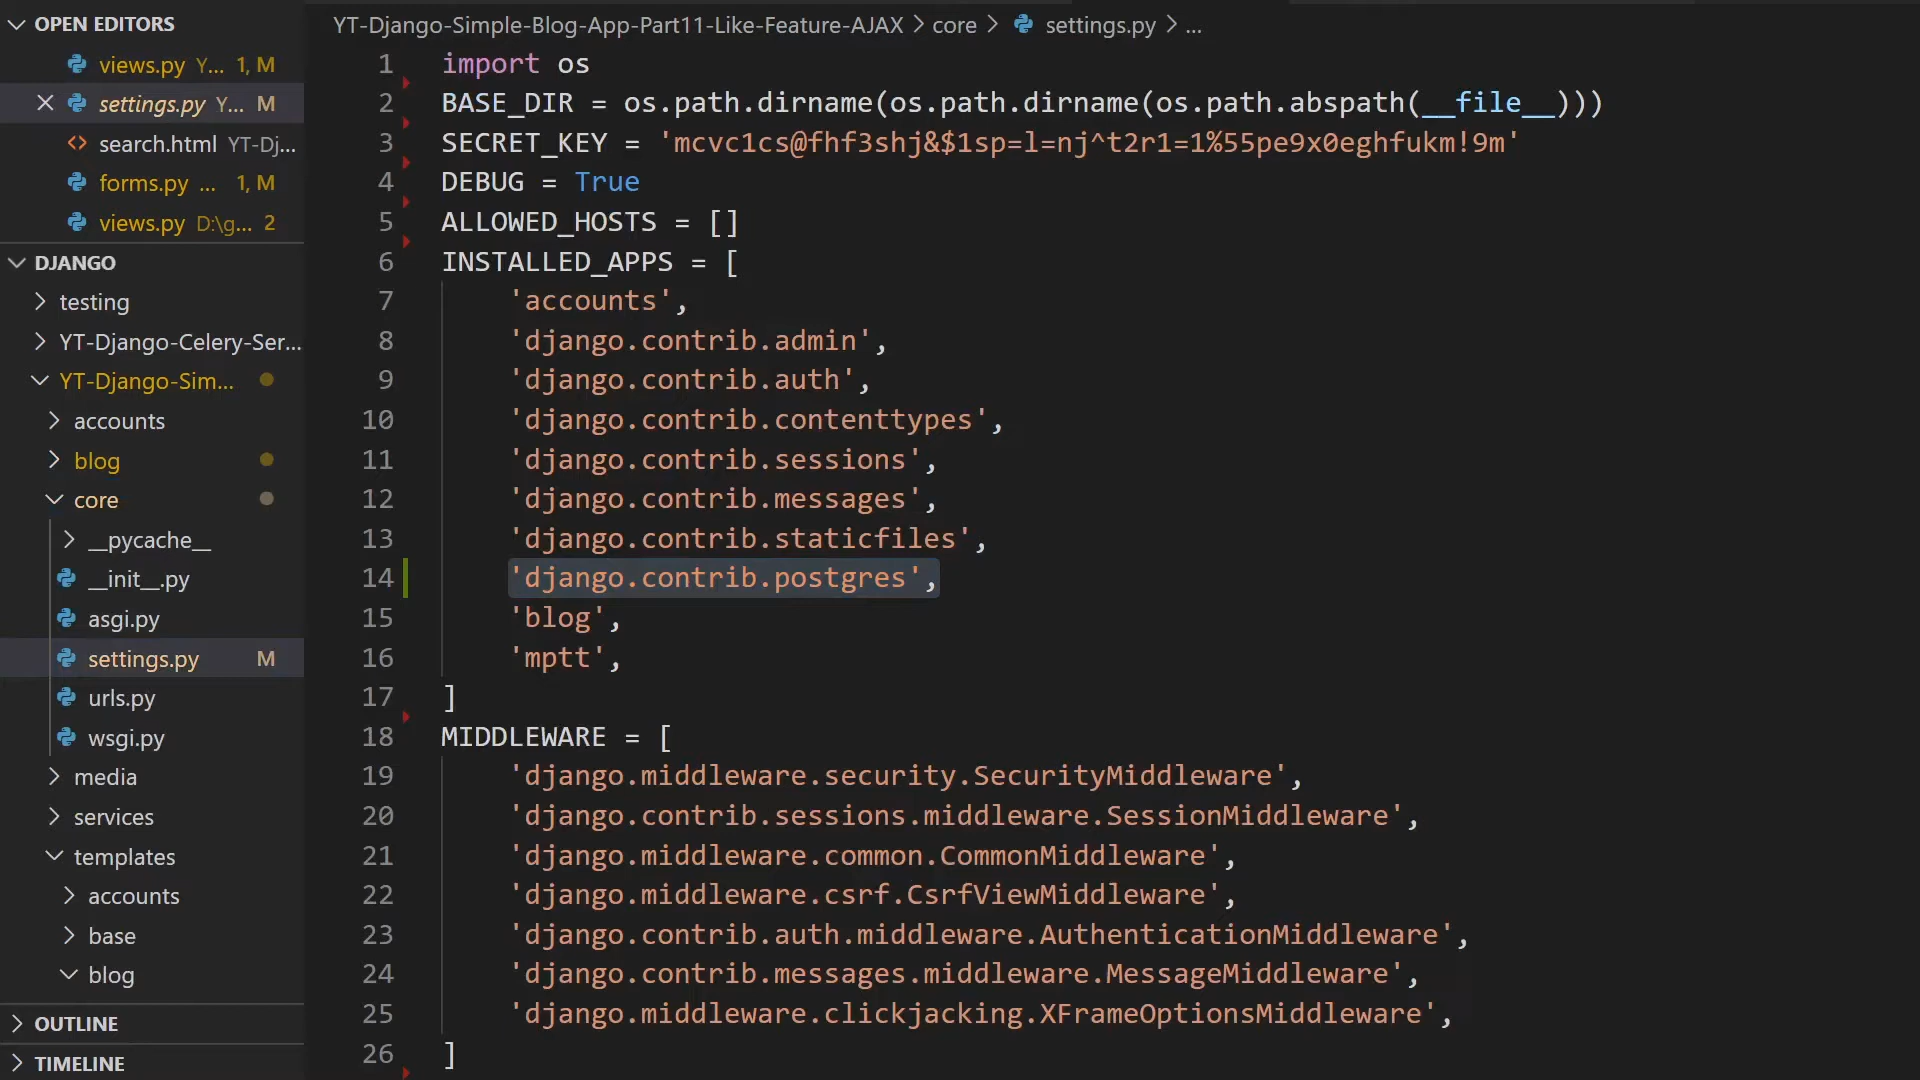 OPEN EDITORS
views.py Y... 1, M
settings.py Y... M
search.html YT-Dj...
forms.py ... 1, M
views.py D:\g... 2
DJANGO
testing
YT-Django-Celery-Ser...
YT-Django-Sim...
accounts
blog
core
__pycache__
__init__.py
asgi.py
settings.py M
urls.py
wsgi.py
media
services
templates
accounts
base
blog
OUTLINE
TIMELINE
YT-Django-Simple-Blog-App-Part11-Like-Feature-AJAX > core > settings.py > ...
1 import os
2 BASE_DIR = os.path.dirname(os.path.dirname(os.path.abspath(__file__)))
3 SECRET_KEY = 'mcvc1cs@fhf3shj&$1sp=l=nj^t2r1=1%55pe9x0eghfukm!9m'
4 DEBUG = True
5 ALLOWED_HOSTS = []
6 INSTALLED_APPS = [
7 'accounts',
8 'django.contrib.admin',
9 'django.contrib.auth',
10 'django.contrib.contenttypes',
11 'django.contrib.sessions',
12 'django.contrib.messages',
13 'django.contrib.staticfiles',
14 'django.contrib.postgres',
15 'blog',
16 'mptt',
17 ]
18 MIDDLEWARE = [
19 'django.middleware.security.SecurityMiddleware',
20 'django.contrib.sessions.middleware.SessionMiddleware',
21 'django.middleware.common.CommonMiddleware',
22 'django.middleware.csrf.CsrfViewMiddleware',
23 'django.contrib.auth.middleware.AuthenticationMiddleware',
24 'django.contrib.messages.middleware.MessageMiddleware',
25 'django.middleware.clickjacking.XFrameOptionsMiddleware',
26 ]